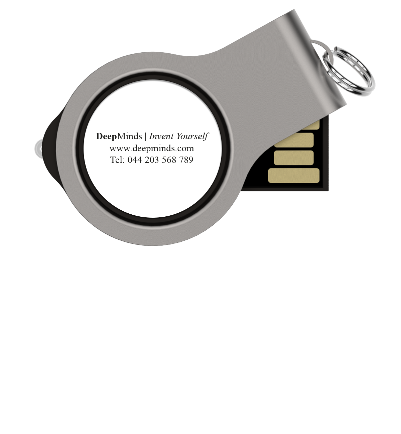 DeepMinds | Invent Yourself
www.deepminds.com
Tel: 044 203 568 789